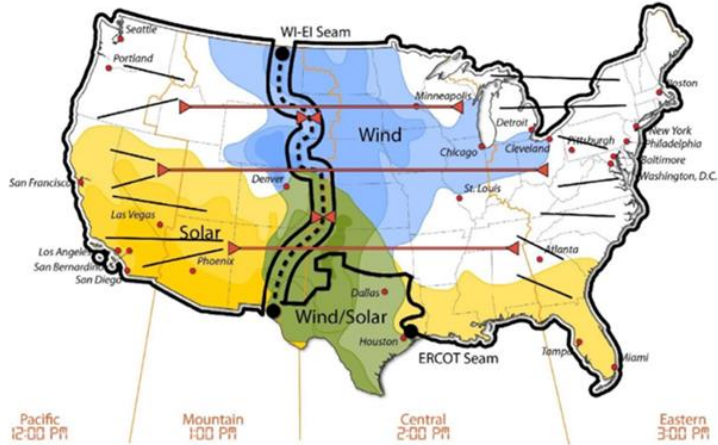 WI-EI Seam
Seattle
Portland
Minneapolis
Boston
Detroit
Wind
Chicago
Cleveland
Pittsburgh
New York
Philadelphia
Baltimore
Washington, D.C.
San Francisco
Denver
St. Louis
Las Vegas
Solar
Los Angeles
San Bernardino
San Diego
Phoenix
Atlanta
Dallas
Wind/Solar
Houston
ERCOT Seam
Tampa
Miami
Pacific
12:00 PM
Mountain
1:00 PM
Central
2:00 PM
Eastern
3:00 PM